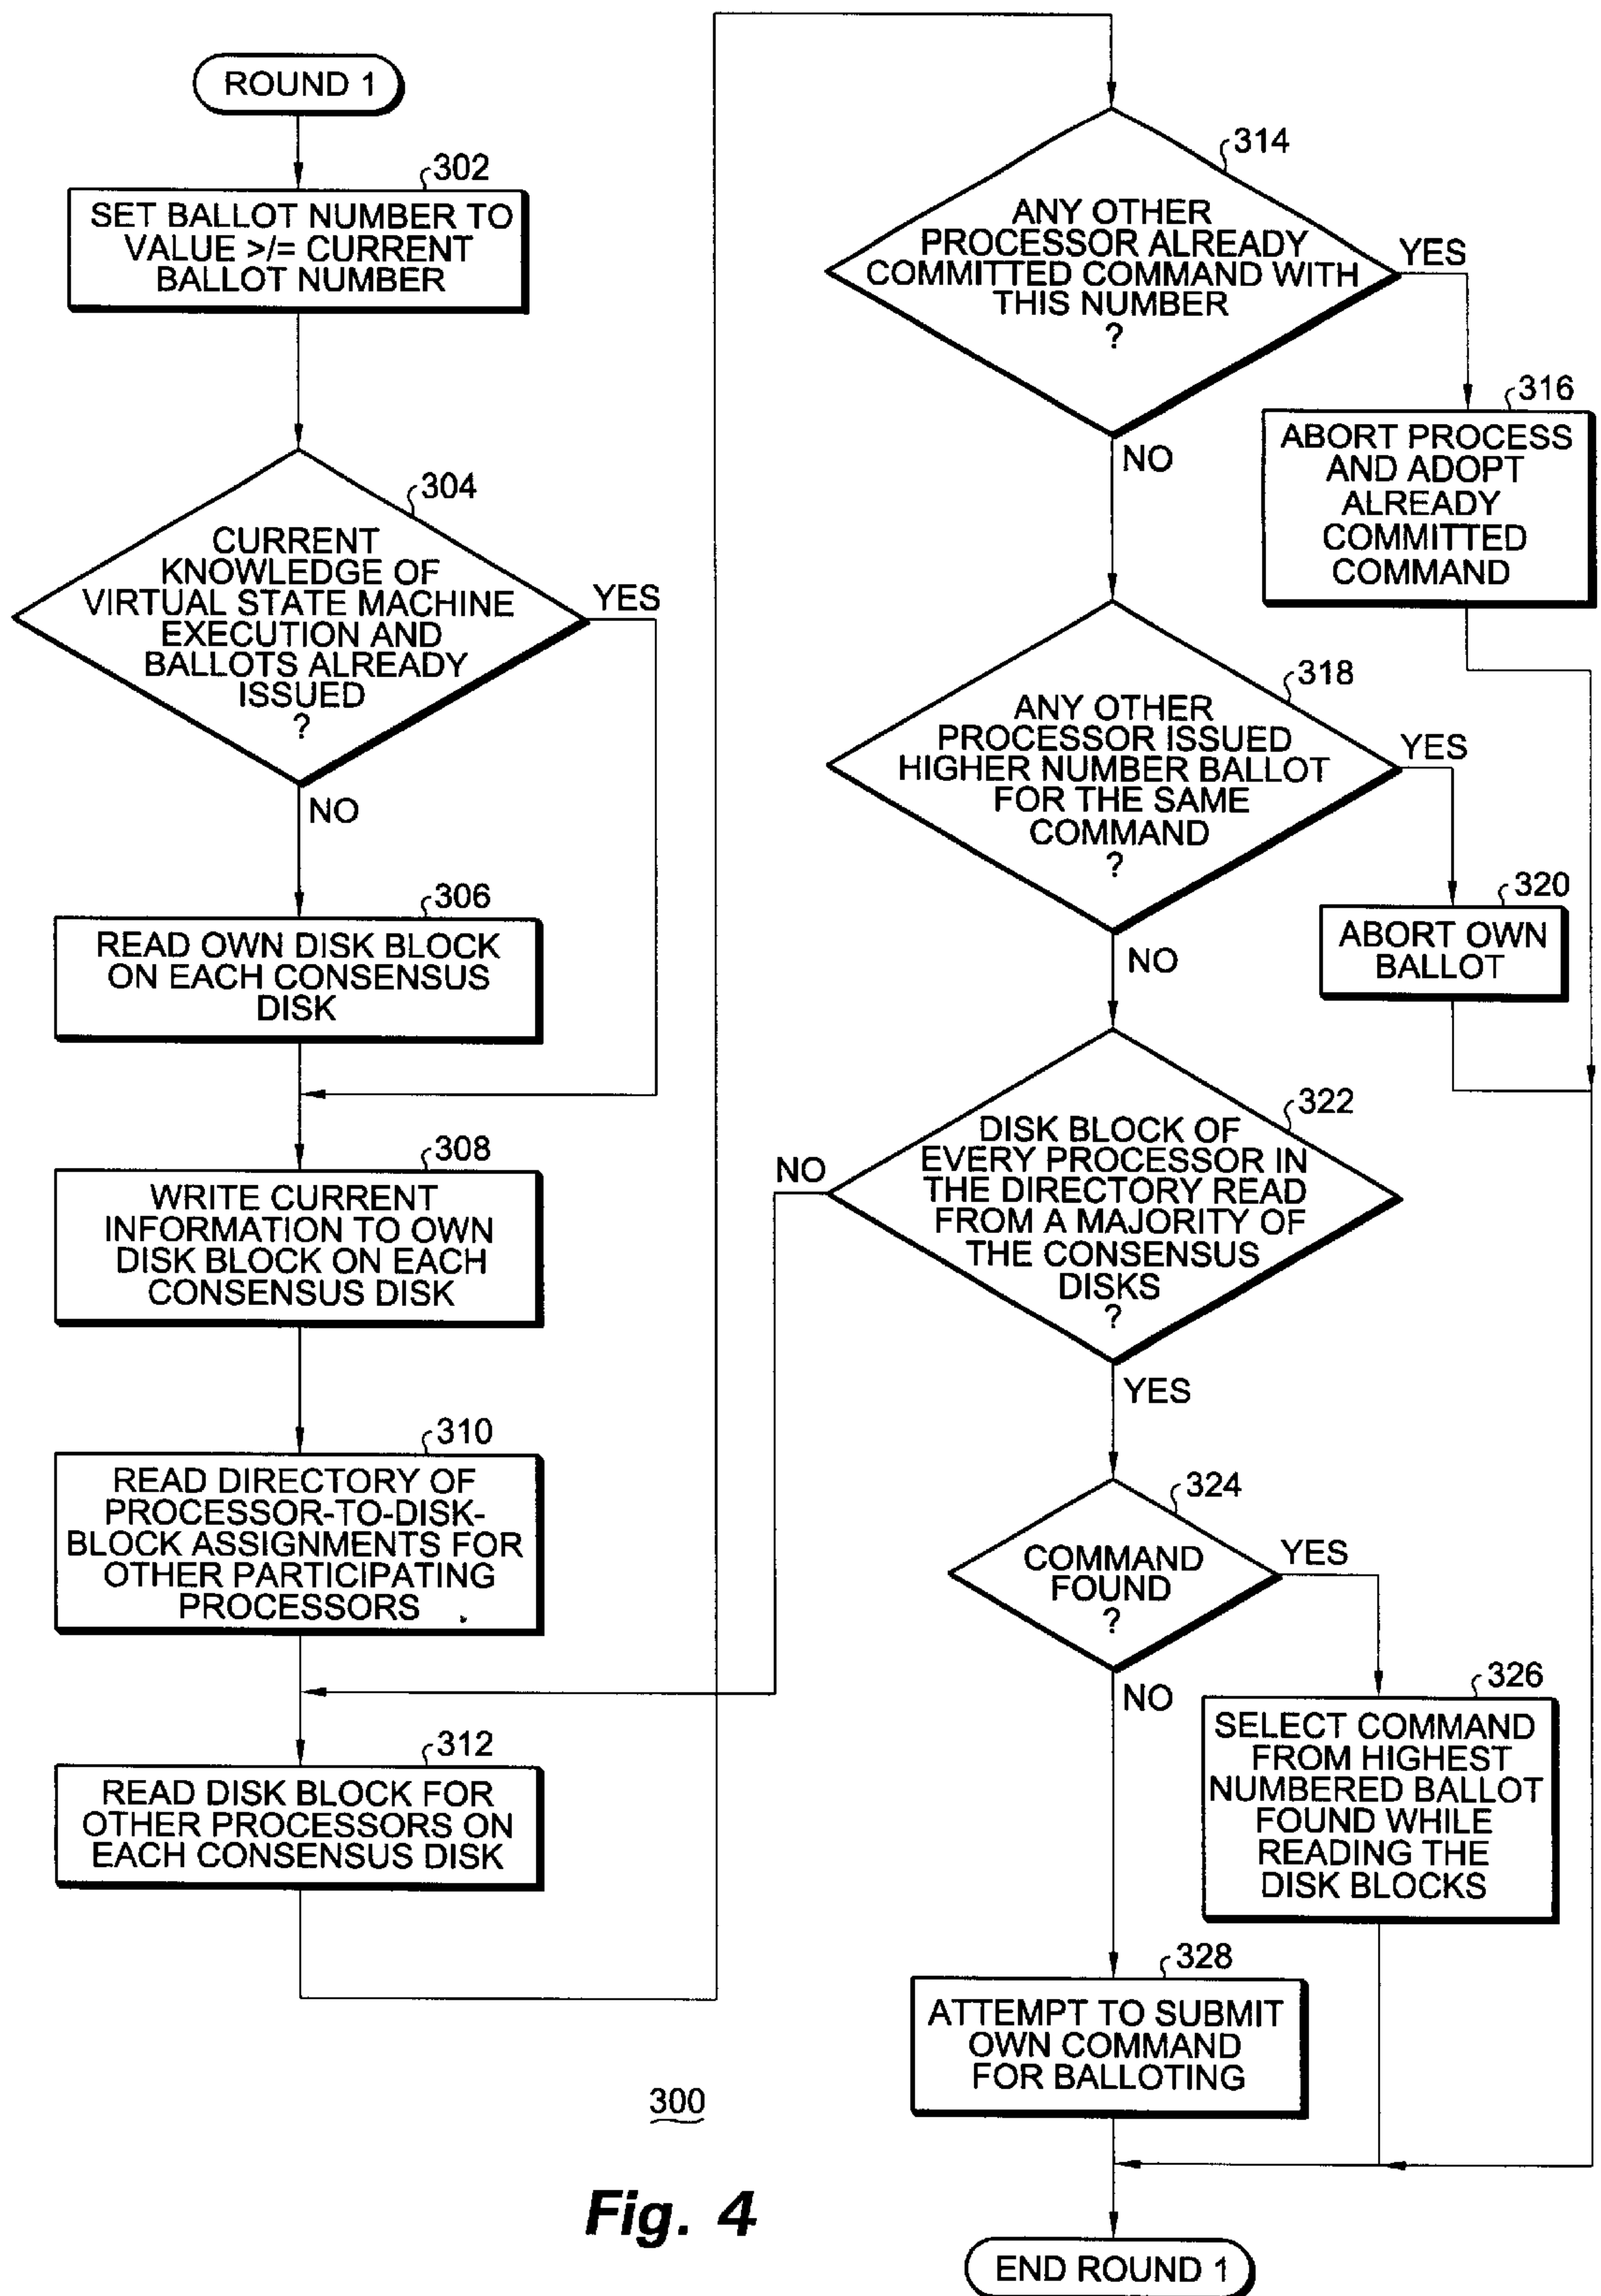 ROUND 1
302
SET BALLOT NUMBER TO
VALUE >/= CURRENT
BALLOT NUMBER
304
CURRENT
KNOWLEDGE OF
VIRTUAL STATE MACHINE
EXECUTION AND
BALLOTS ALREADY
ISSUED
?
YES
NO
306
READ OWN DISK BLOCK
ON EACH CONSENSUS
DISK
308
WRITE CURRENT
INFORMATION TO OWN
DISK BLOCK ON EACH
CONSENSUS DISK
310
READ DIRECTORY OF
PROCESSOR-TO-DISK-
BLOCK ASSIGNMENTS FOR
OTHER PARTICIPATING
PROCESSORS
312
READ DISK BLOCK FOR
OTHER PROCESSORS ON
EACH CONSENSUS DISK
314
ANY OTHER
PROCESSOR ALREADY
COMMITTED COMMAND WITH
THIS NUMBER
?
YES
NO
316
ABORT PROCESS
AND ADOPT
ALREADY
COMMITTED
COMMAND
318
ANY OTHER
PROCESSOR ISSUED
HIGHER NUMBER BALLOT
FOR THE SAME
COMMAND
?
YES
NO
320
ABORT OWN
BALLOT
322
DISK BLOCK OF
EVERY PROCESSOR IN
THE DIRECTORY READ
FROM A MAJORITY OF
THE CONSENSUS
DISKS
?
NO
YES
324
COMMAND
FOUND
?
YES
NO
326
SELECT COMMAND
FROM HIGHEST
NUMBERED BALLOT
FOUND WHILE
READING THE
DISK BLOCKS
328
ATTEMPT TO SUBMIT
OWN COMMAND
FOR BALLOTING
END ROUND 1
300
Fig. 4